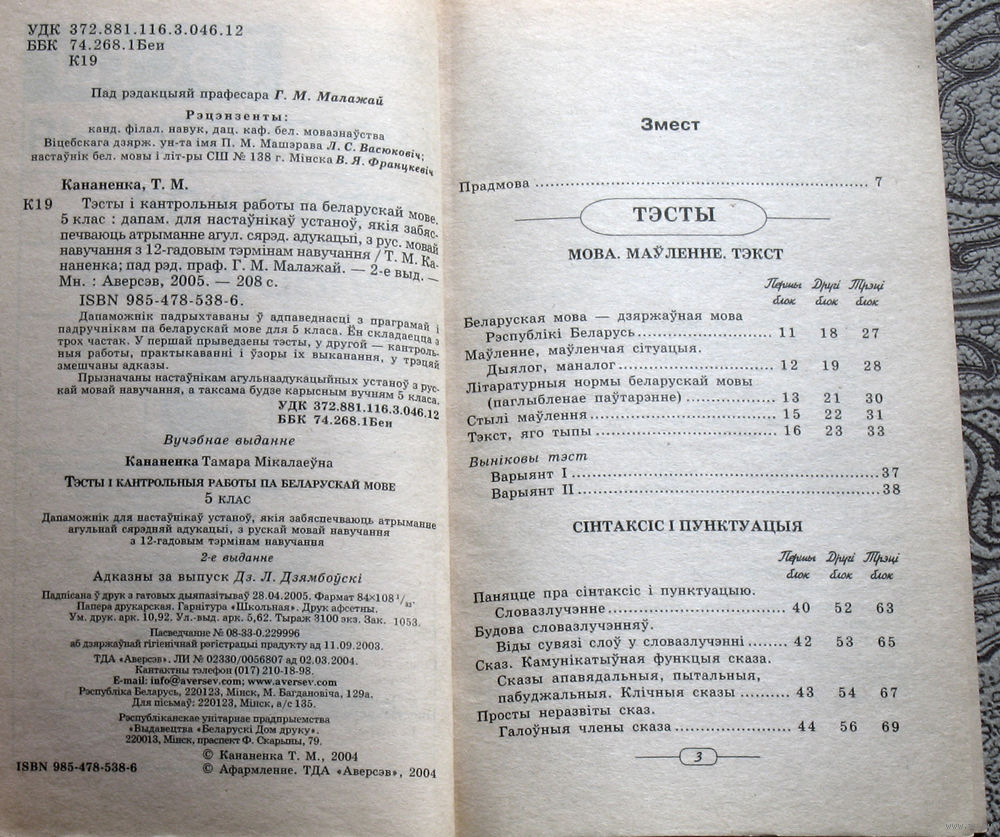 УДК 372.881.116.3.046.12
ББК 74.268.1Беи
К19
Пад рэдакцыяй прафесара Г. М. Малажай
Рэцэнзенты:
канд. філал. навук, дац. каф. бел. мовазнаўства
Віцебскага дзярж. ун-та імя П. М. Машэрава Л. С. Васюковіч;
настаўнік бел. мовы і літ-ры СШ № 138 г. Мінска В. Я. Францкевіч
Кананенка, Т. М.
К19 Тэсты і кантрольныя работы па беларускай мове.
5 клас : дапам. для настаўнікаў устаноў, якія забяс-
печваюць атрыманне агул. сярэд. адукацыі, з рус. мовай
навучання з 12-гадовым тэрмінам навучання / Т. М. Ка-
наненка; пад рэд. праф. Г. М. Малажай. — 2-е выд. —
Мн. : Аверсэв, 2005. — 208 с.
ISBN 985-478-538-6.
Дапаможнік падрыхтаваны ў адпаведнасці з праграмай і
падручнікам па беларускай мове для 5 класа. Ён складаецца з
трох частак. У першай прыведзены тэсты, у другой — кантроль-
ныя работы, практыкаванні і ўзоры іх выканання, у трэцяй
змешчаны адказы.
Прызначаны настаўнікам агульнаадукацыйных устаноў з рус-
кай мовай навучання, а таксама будзе карысным вучням 5 класа.
УДК 372.881.116.3.046.12
ББК 74.268.1Беи
Вучэбнае выданне
Кананенка Тамара Мікалаеўна
ТЭСТЫ І КАНТРОЛЬНЫЯ РАБОТЫ ПА БЕЛАРУСКАЙ МОВЕ
5 КЛАС
Дапаможнік для настаўнікаў устаноў, якія забяспечваюць атрыманне
агульнай сярэдняй адукацыі, з рускай мовай навучання
з 12-гадовым тэрмінам навучання
2-е выданне
Адказны за выпуск Дз. Л. Дзямбоўскі
Падпісана ў друк з гатовых дыяпазітываў 28.04.2005. Фармат 84×108 1/32.
Папера друкарская. Гарнітура «Школьная». Друк афсетны.
Ум. друк. арк. 10,92. Ул.-выд. арк. 5,62. Тыраж 3100 экз. Зак. 1053.
Пасведчанне № 08-33-0.229996
аб дзяржаўнай гігіенічнай рэгістрацыі прадукту ад 11.09.2003.
ТДА «Аверсэв». ЛИ № 02330/0056807 ад 02.03.2004.
Кантактны тэлефон (017) 210-18-98.
E-mail: info@aversev.com; www.aversev.com
Рэспубліка Беларусь, 220123, Мінск, М. Багдановіча, 129а.
Для пісьмаў: 220123, Мінск, а/с 135.
Рэспубліканскае унітарнае прадпрыемства
«Выдавецтва «Беларускі Дом друку».
220013, Мінск, праспект Ф. Скарыны, 79.
© Кананенка Т. М., 2004
ISBN 985-478-538-6 © Афармленне. ТДА «Аверсэв», 2004
Змест
Прадмова ........ 7
ТЭСТЫ
МОВА. МАЎЛЕННЕ. ТЭКСТ
Першы Другі Трэці
блок блок блок
Беларуская мова — дзяржаўная мова
Рэспублікі Беларусь ........ 11 18 27
Маўленне, маўленчая сітуацыя.
Дыялог, маналог ........ 12 19 28
Літаратурныя нормы беларускай мовы
(паглыбленае паўтарэнне) ........ 13 21 30
Стылі маўлення ........ 15 22 31
Тэкст, яго тыпы ........ 16 23 33
Выніковы тэст
Варыянт I ........ 37
Варыянт II ........ 38
СІНТАКСІС І ПУНКТУАЦЫЯ
Першы Другі Трэці
блок блок блок
Паняцце пра сінтаксіс і пунктуацыю.
Словазлучэнне ........ 40 52 63
Будова словазлучэнняў.
Віды сувязі слоў у словазлучэнні ........ 42 53 65
Сказ. Камунікатыўная функцыя сказа.
Сказы апавядальныя, пытальныя,
пабуджальныя. Клічныя сказы ........ 43 54 67
Просты неразвіты сказ.
Галоўныя члены сказа ........ 44 56 69
3